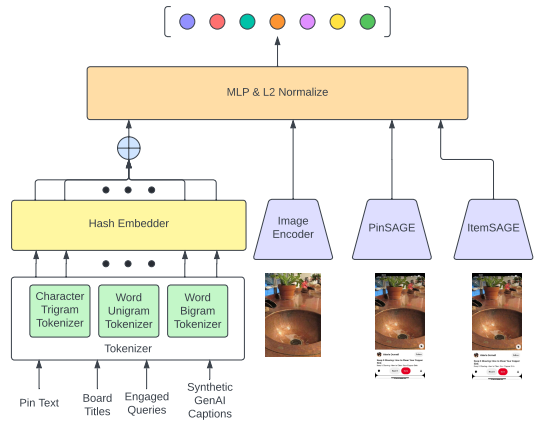 MLP & L2 Normalize
Hash Embedder
Image
Encoder
PinSAGE
ItemSAGE
Character
Trigram
Tokenizer
Word
Unigram
Tokenizer
Word
Bigram
Tokenizer
Tokenizer
Pin Text
Board
Titles
Engaged
Queries
Synthetic
GenAI
Captions